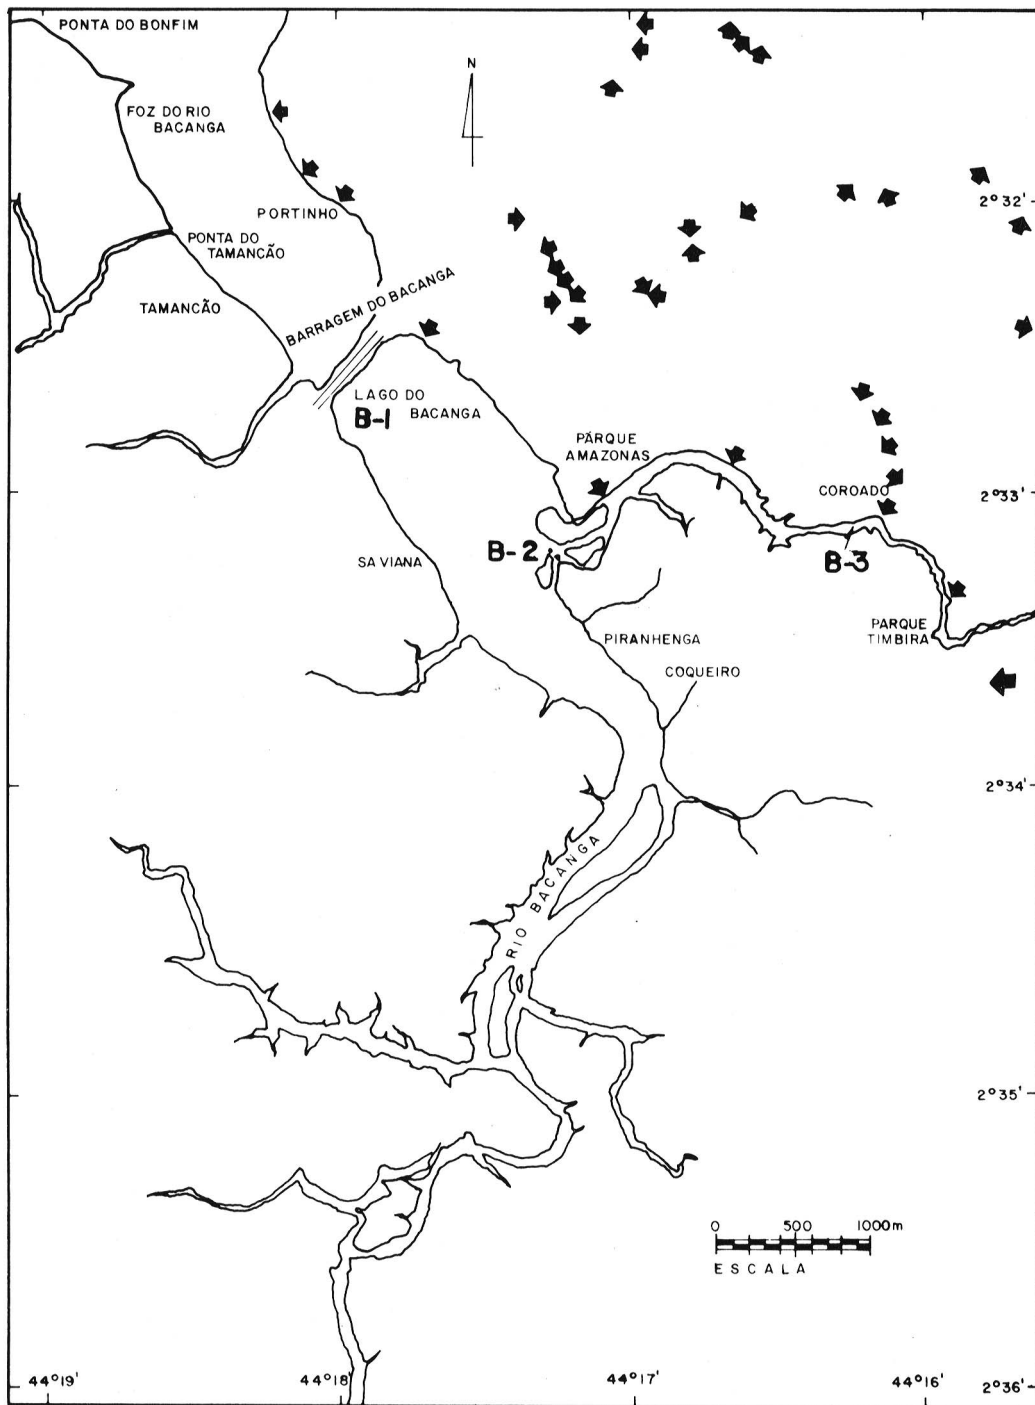 PONTA DO BONFIM
N
FOZ DO RIO
BACANGA
2°32'
PORTINHO
PONTA DO
TAMANCÃO
TAMANCÃO
BARRAGEM DO BACANGA
LAGO DO
BACANGA
B-1
PARQUE
AMAZONAS
COROADO
2°33'
B-2
B-3
SA VIANA
PARQUE
TIMBIRA
PIRANHENGA
COQUEIRO
2°34'
RIO BACANGA
2°35'
0 500 1000m
ESCALA
44°19' 44°18' 44°17' 44°16'
2°36'